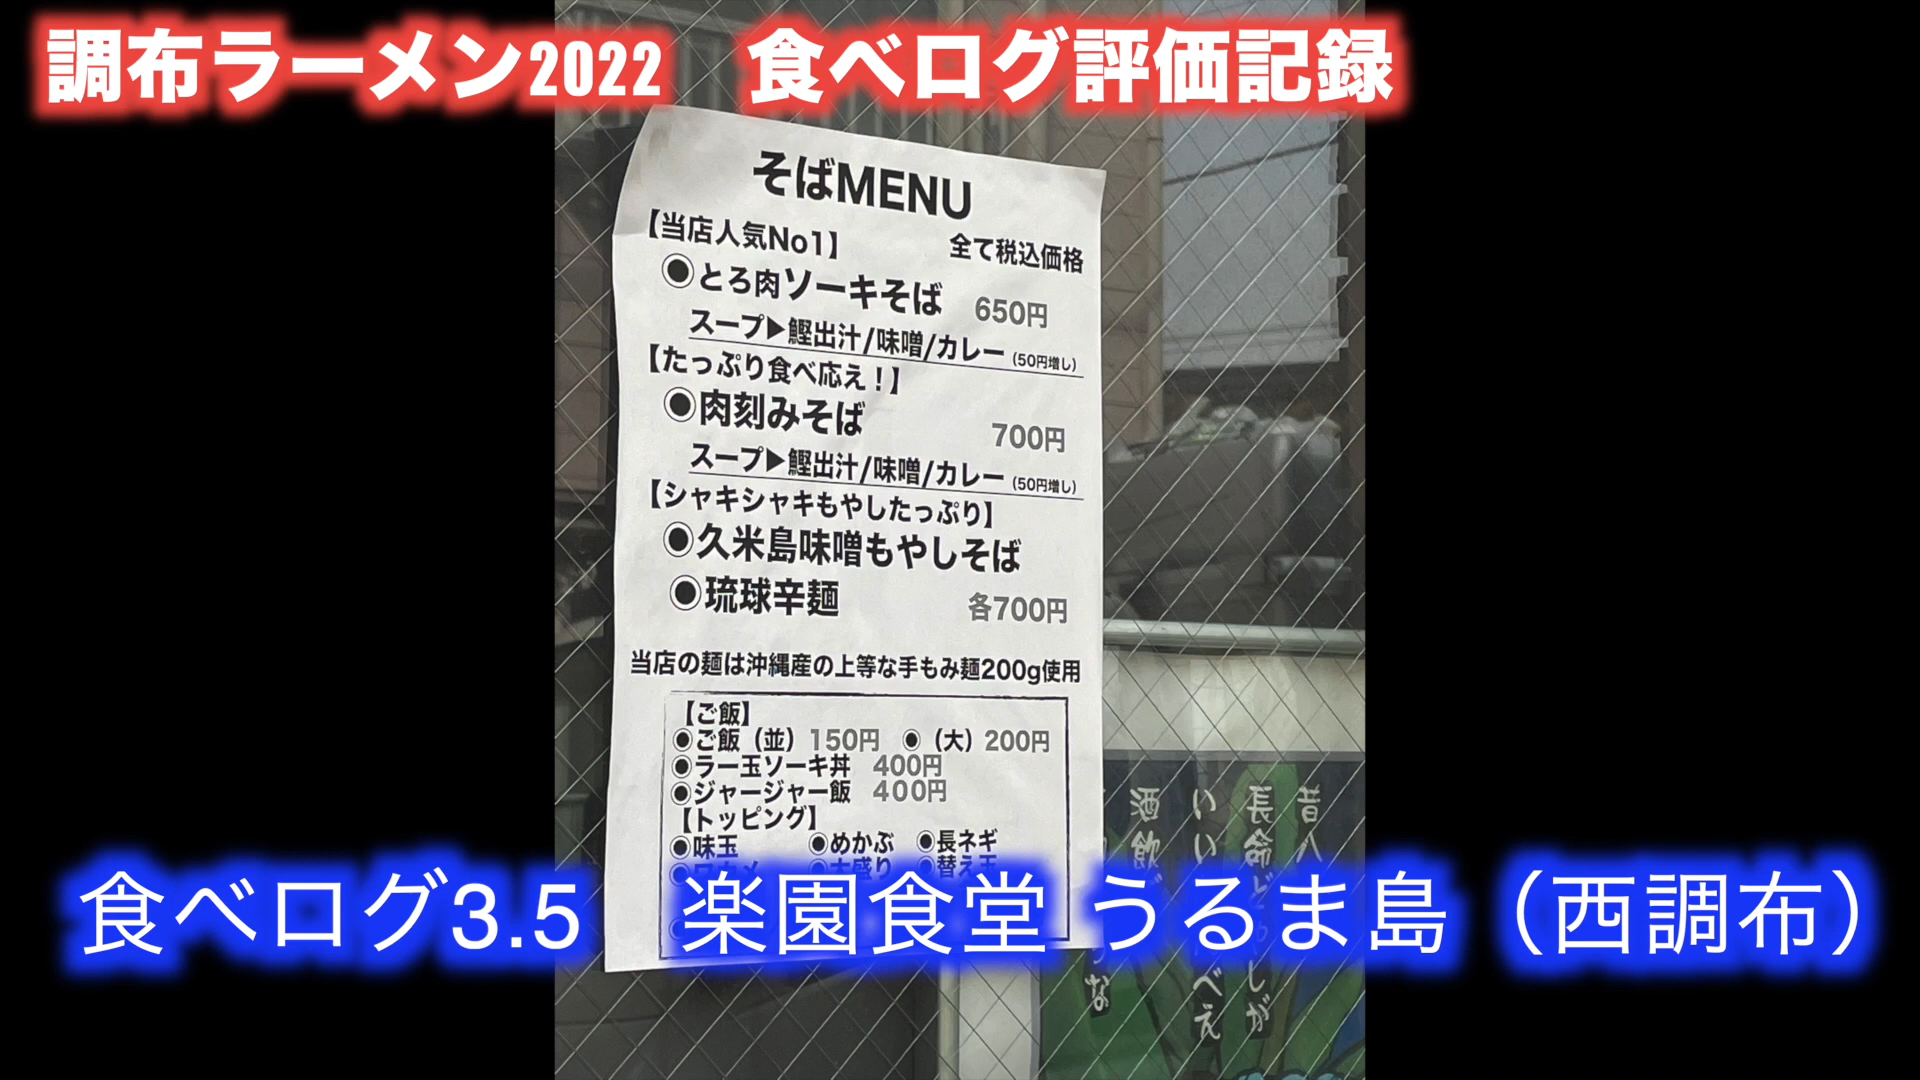 調布ラーメン2022　食べログ評価記録
そばMENU
【当店人気No1】
全て税込価格
◉とろ肉ソーキそば 650円
スープ▶鰹出汁/味噌/カレー（50円増し）
【たっぷり食べ応え！】
◉肉刻みそば 700円
スープ▶鰹出汁/味噌/カレー（50円増し）
【シャキシャキもやしたっぷり】
◉久米島味噌もやしそば
◉琉球辛麺 各700円
当店の麺は沖縄産の上等な手もみ麺200g使用
【ご飯】
◉ご飯（並）150円 ◉（大）200円
◉ラー玉ソーキ丼 400円
◉ジャージャー飯 400円
【トッピング】
◉味玉 ◉めかぶ ◉長ネギ
◉ワカメ ◉大盛り ◉替え玉
食べログ3.5　楽園食堂 うるま島（西調布）